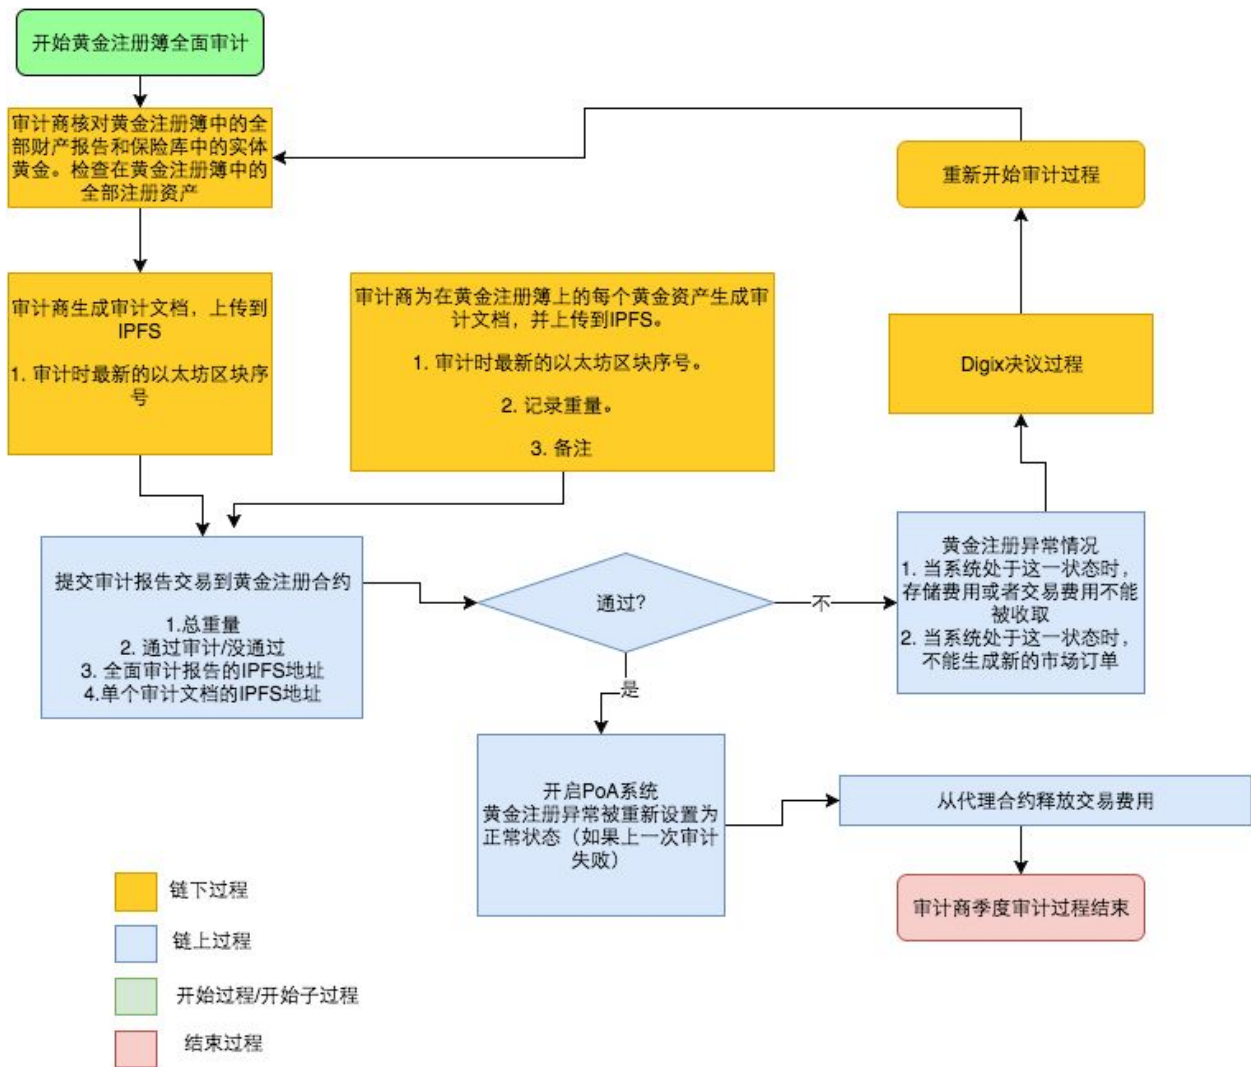 开始黄金注册簿全面审计
审计商核对黄金注册簿中的全
部财产报告和保险库中的实体
黄金。检查在黄金注册簿中的
全部注册资产
重新开始审计过程
审计商生成审计文档，上传到
IPFS
1. 审计时最新的以太坊区块序
号
审计商为在黄金注册簿上的每个黄金资产生成审
计文档，并上传到IPFS。
1. 审计时最新的以太坊区块序号。
2. 记录重量。
3. 备注
Digix决议过程
提交审计报告交易到黄金注册合约
1.总重量
2. 通过审计/没通过
3. 全面审计报告的IPFS地址
4.单个审计文档的IPFS地址
通过?
不
是
黄金注册异常情况
1. 当系统处于这一状态时，
存储费用或者交易费用不能
被收取
2. 当系统处于这一状态时，
不能生成新的市场订单
开启PoA系统
黄金注册异常被重新设置为
正常状态（如果上一次审计
失败）
从代理合约释放交易费用
审计商季度审计过程结束
链下过程
链上过程
开始过程/开始子过程
结束过程